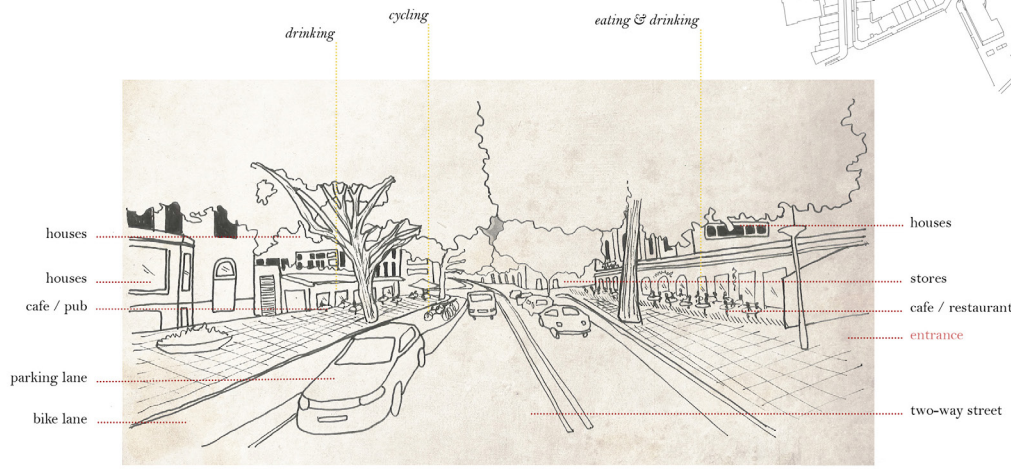 cycling
drinking
eating & drinking
houses
houses
cafe / pub
parking lane
bike lane
houses
stores
cafe / restaurant
entrance
two-way street